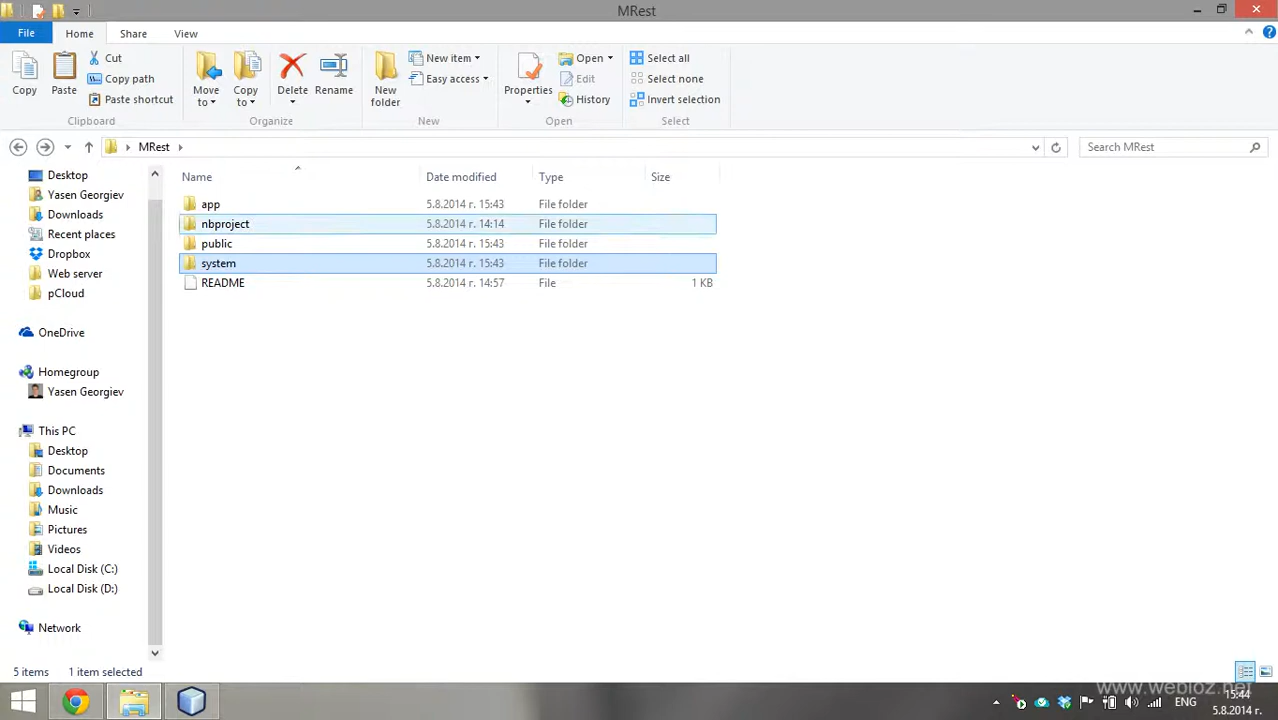 MRest
File Home Share View
Copy Paste Cut Copy path Paste shortcut Move to Copy to Delete Rename New folder New item Easy access Properties Open Edit History Select all Select none Invert selection
Clipboard Organize New Open Select
MRest Search MRest
Name Date modified Type Size
app 5.8.2014 г. 15:43 File folder
nbproject 5.8.2014 г. 14:14 File folder
public 5.8.2014 г. 15:43 File folder
system 5.8.2014 г. 15:43 File folder
README 5.8.2014 г. 14:57 File 1 KB
Desktop
Yasen Georgiev
Downloads
Recent places
Dropbox
Web server
pCloud
OneDrive
Homegroup
Yasen Georgiev
This PC
Desktop
Documents
Downloads
Music
Pictures
Videos
Local Disk (C:)
Local Disk (D:)
Network
5 items 1 item selected
www.webloz.net
ENG 15:44
5.8.2014 г.